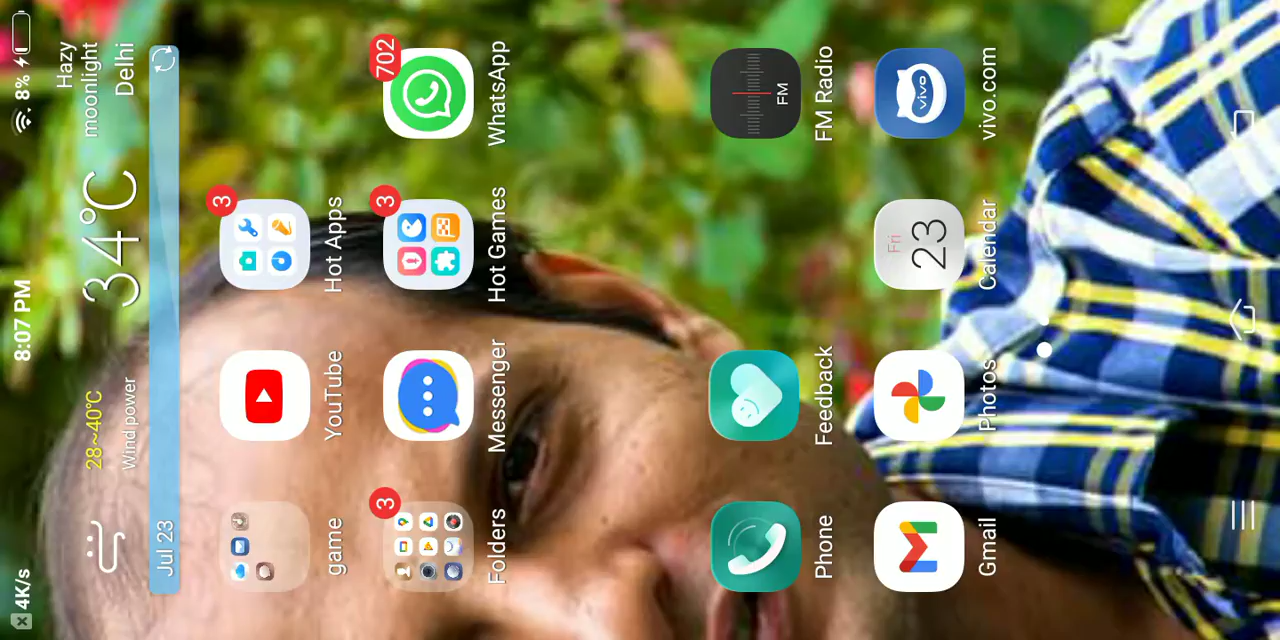 4K/s
8:07 PM
8%
28~40°C
Wind power
34°C
Hazy
moonlight
Delhi
Jul 23
3
game
YouTube
Hot Apps
3
3
702
Folders
Messenger
Hot Games
WhatsApp
FM
Phone
Feedback
FM Radio
Fri
23
vivo
Gmail
Photos
Calendar
vivo.com